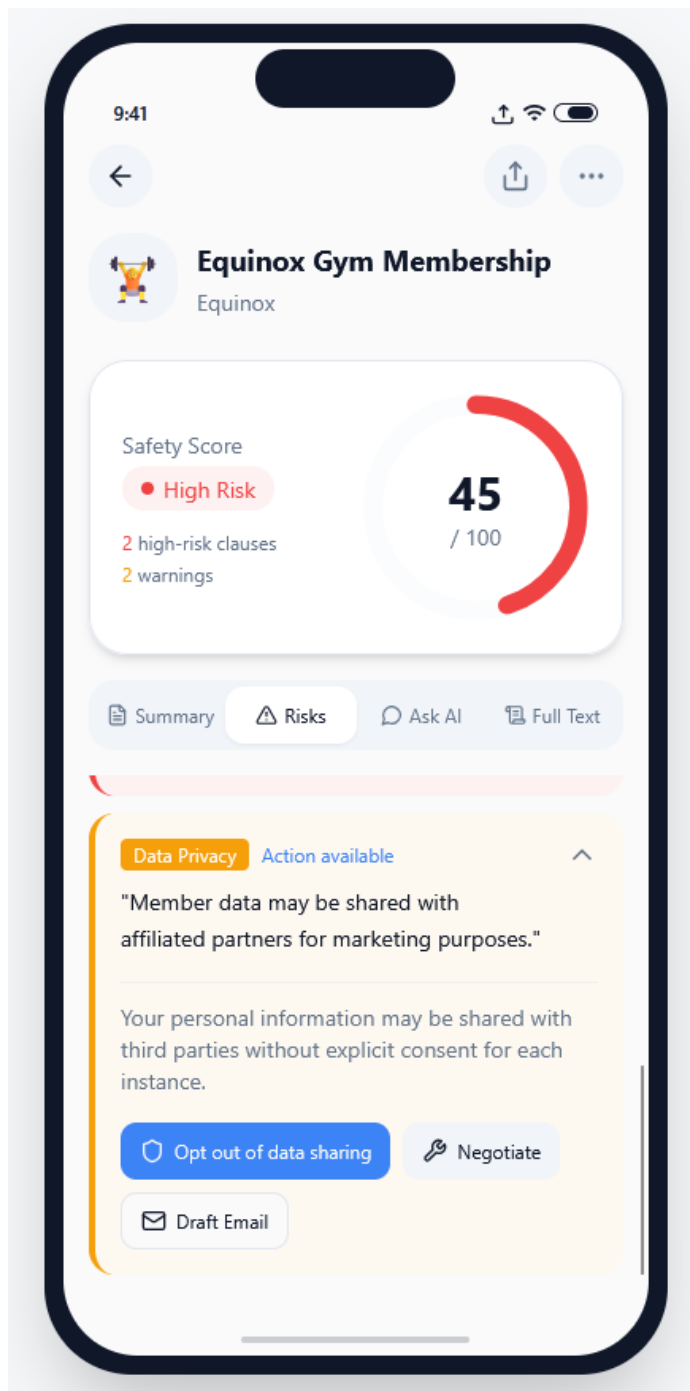 9:41
Equinox Gym Membership
Equinox
Safety Score
High Risk
2 high-risk clauses
2 warnings
45
/ 100
Summary
Risks
Ask AI
Full Text
Data Privacy
Action available
"Member data may be shared with
affiliated partners for marketing purposes."
Your personal information may be shared with
third parties without explicit consent for each
instance.
Opt out of data sharing
Negotiate
Draft Email